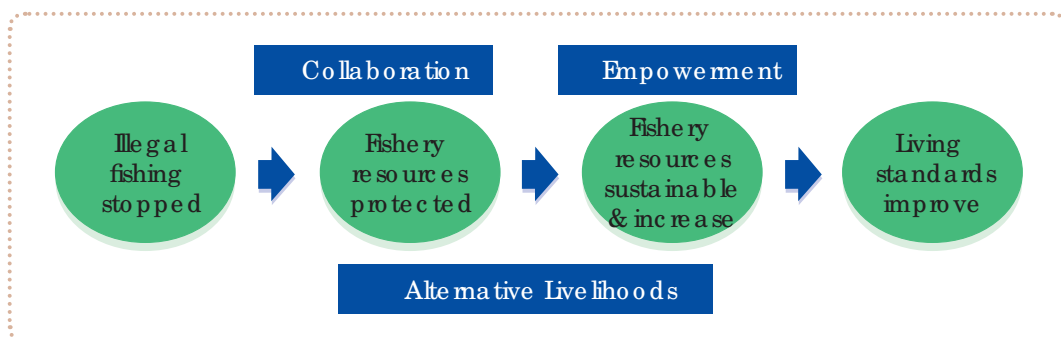 Collaboration
Empowerment
Illegal
fishing
stopped
Fishery
resources
protected
Fishery
resources
sustainable
& increase
Living
standards
improve
Alternative Livelihoods